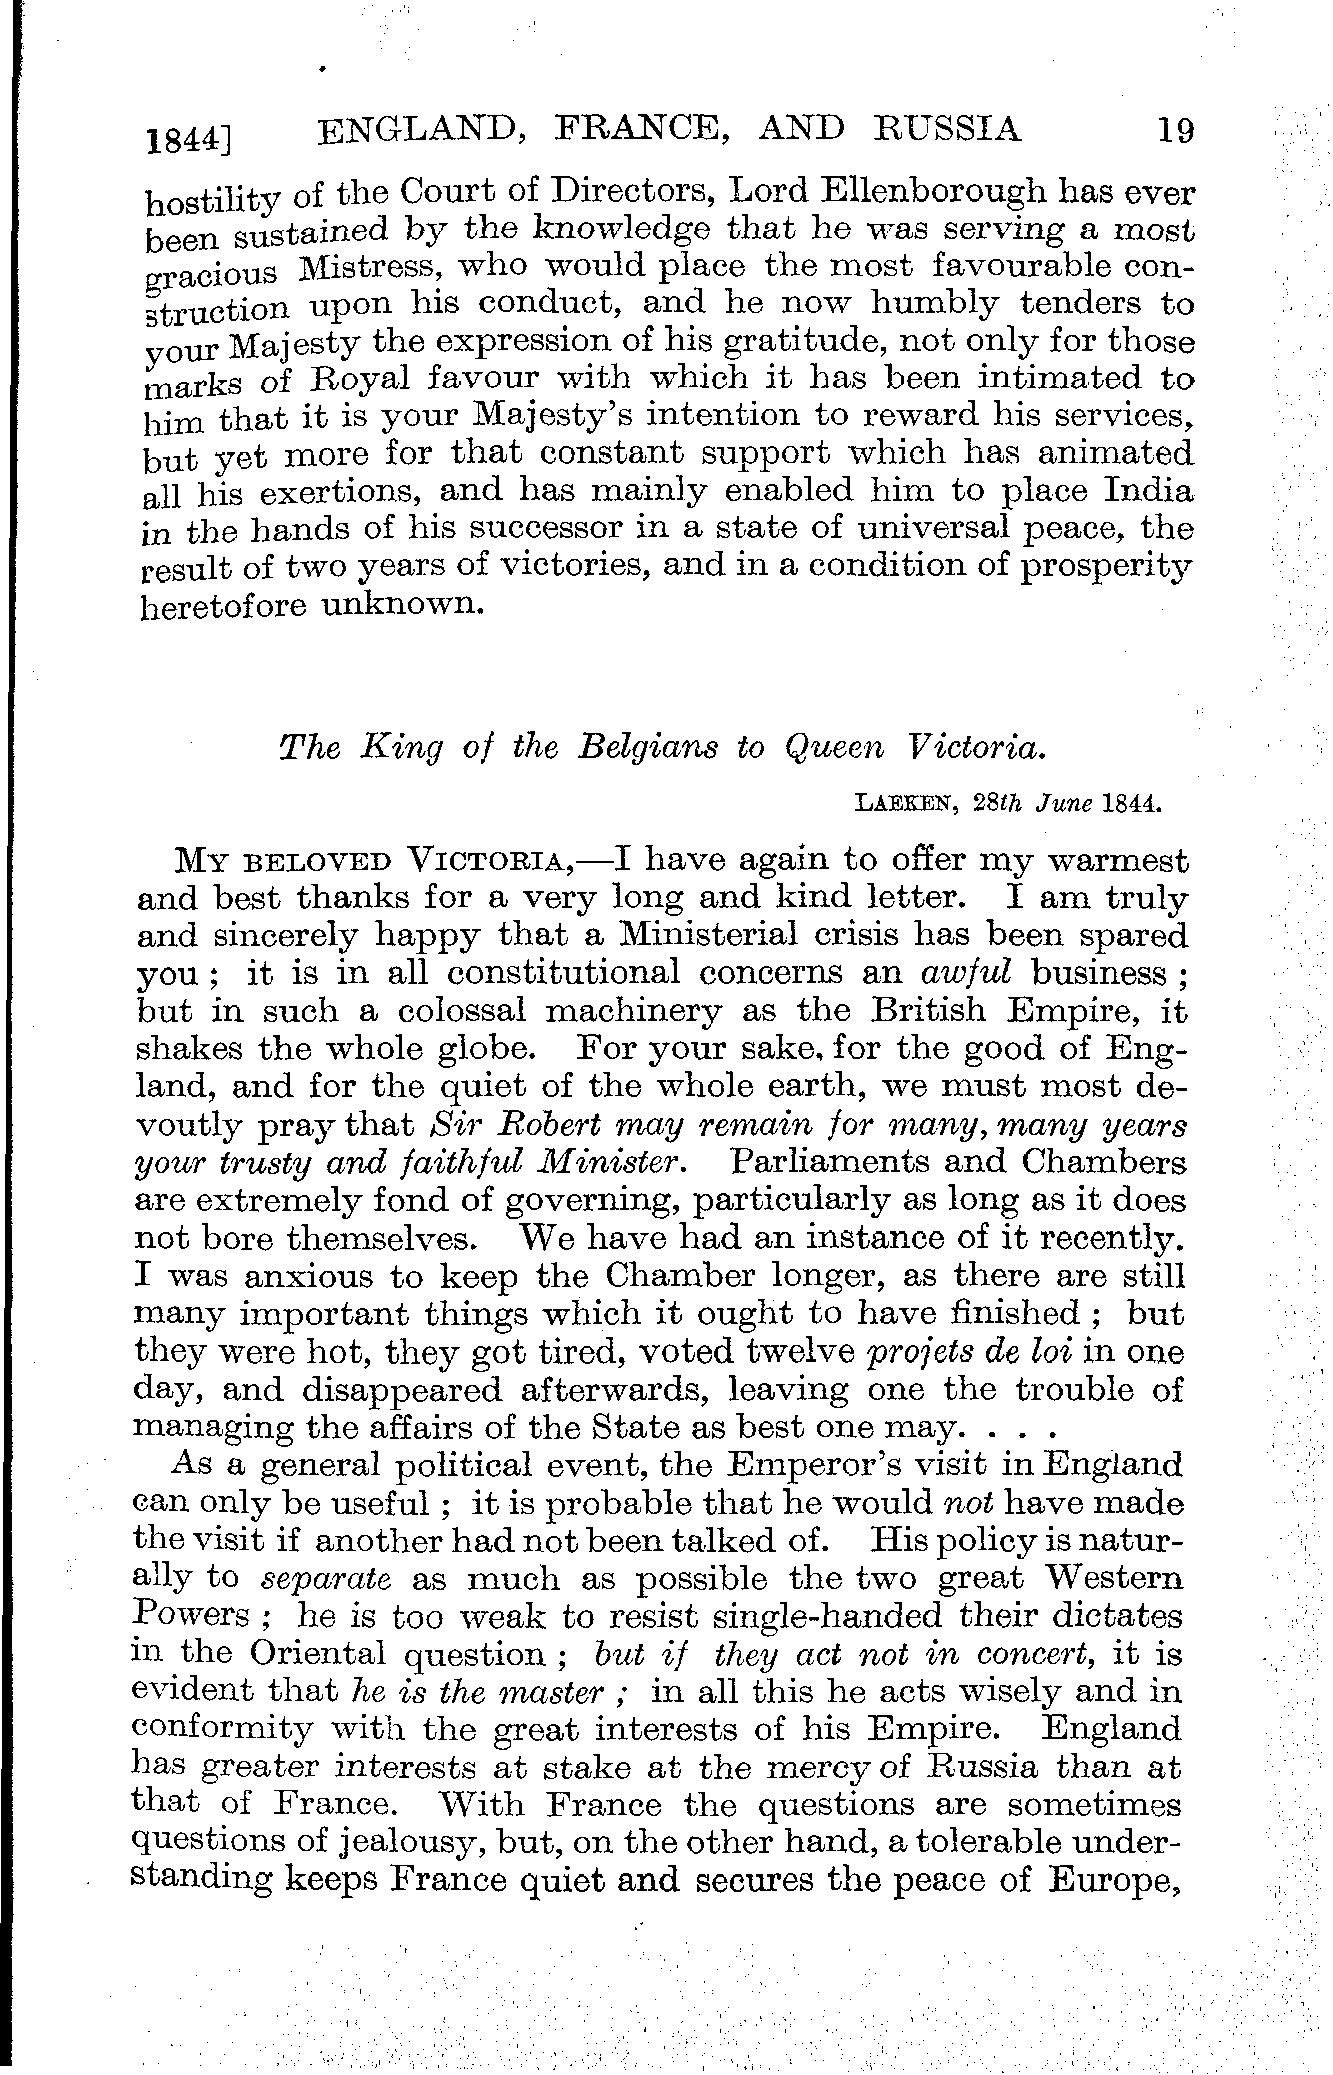 1844] ENGLAND, FRANCE, AND RUSSIA 19
hostility of the Court of Directors, Lord Ellenborough has ever
been sustained by the knowledge that he was serving a most
gracious Mistress, who would place the most favourable con-
struction upon his conduct, and he now humbly tenders to
your Majesty the expression of his gratitude, not only for those
marks of Royal favour with which it has been intimated to
him that it is your Majesty's intention to reward his services,
but yet more for that constant support which has animated
all his exertions, and has mainly enabled him to place India
in the hands of his successor in a state of universal peace, the
result of two years of victories, and in a condition of prosperity
heretofore unknown.
The King of the Belgians to Queen Victoria.
LAEKEN, 28th June 1844.
MY BELOVED VICTORIA,—I have again to offer my warmest
and best thanks for a very long and kind letter. I am truly
and sincerely happy that a Ministerial crisis has been spared
you ; it is in all constitutional concerns an awful business ;
but in such a colossal machinery as the British Empire, it
shakes the whole globe. For your sake, for the good of Eng-
land, and for the quiet of the whole earth, we must most de-
voutly pray that Sir Robert may remain for many, many years
your trusty and faithful Minister. Parliaments and Chambers
are extremely fond of governing, particularly as long as it does
not bore themselves. We have had an instance of it recently.
I was anxious to keep the Chamber longer, as there are still
many important things which it ought to have finished ; but
they were hot, they got tired, voted twelve projets de loi in one
day, and disappeared afterwards, leaving one the trouble of
managing the affairs of the State as best one may. . . .
As a general political event, the Emperor's visit in England
can only be useful ; it is probable that he would not have made
the visit if another had not been talked of. His policy is natur-
ally to separate as much as possible the two great Western
Powers ; he is too weak to resist single-handed their dictates
in the Oriental question ; but if they act not in concert, it is
evident that he is the master ; in all this he acts wisely and in
conformity with the great interests of his Empire. England
has greater interests at stake at the mercy of Russia than at
that of France. With France the questions are sometimes
questions of jealousy, but, on the other hand, a tolerable under-
standing keeps France quiet and secures the peace of Europe,